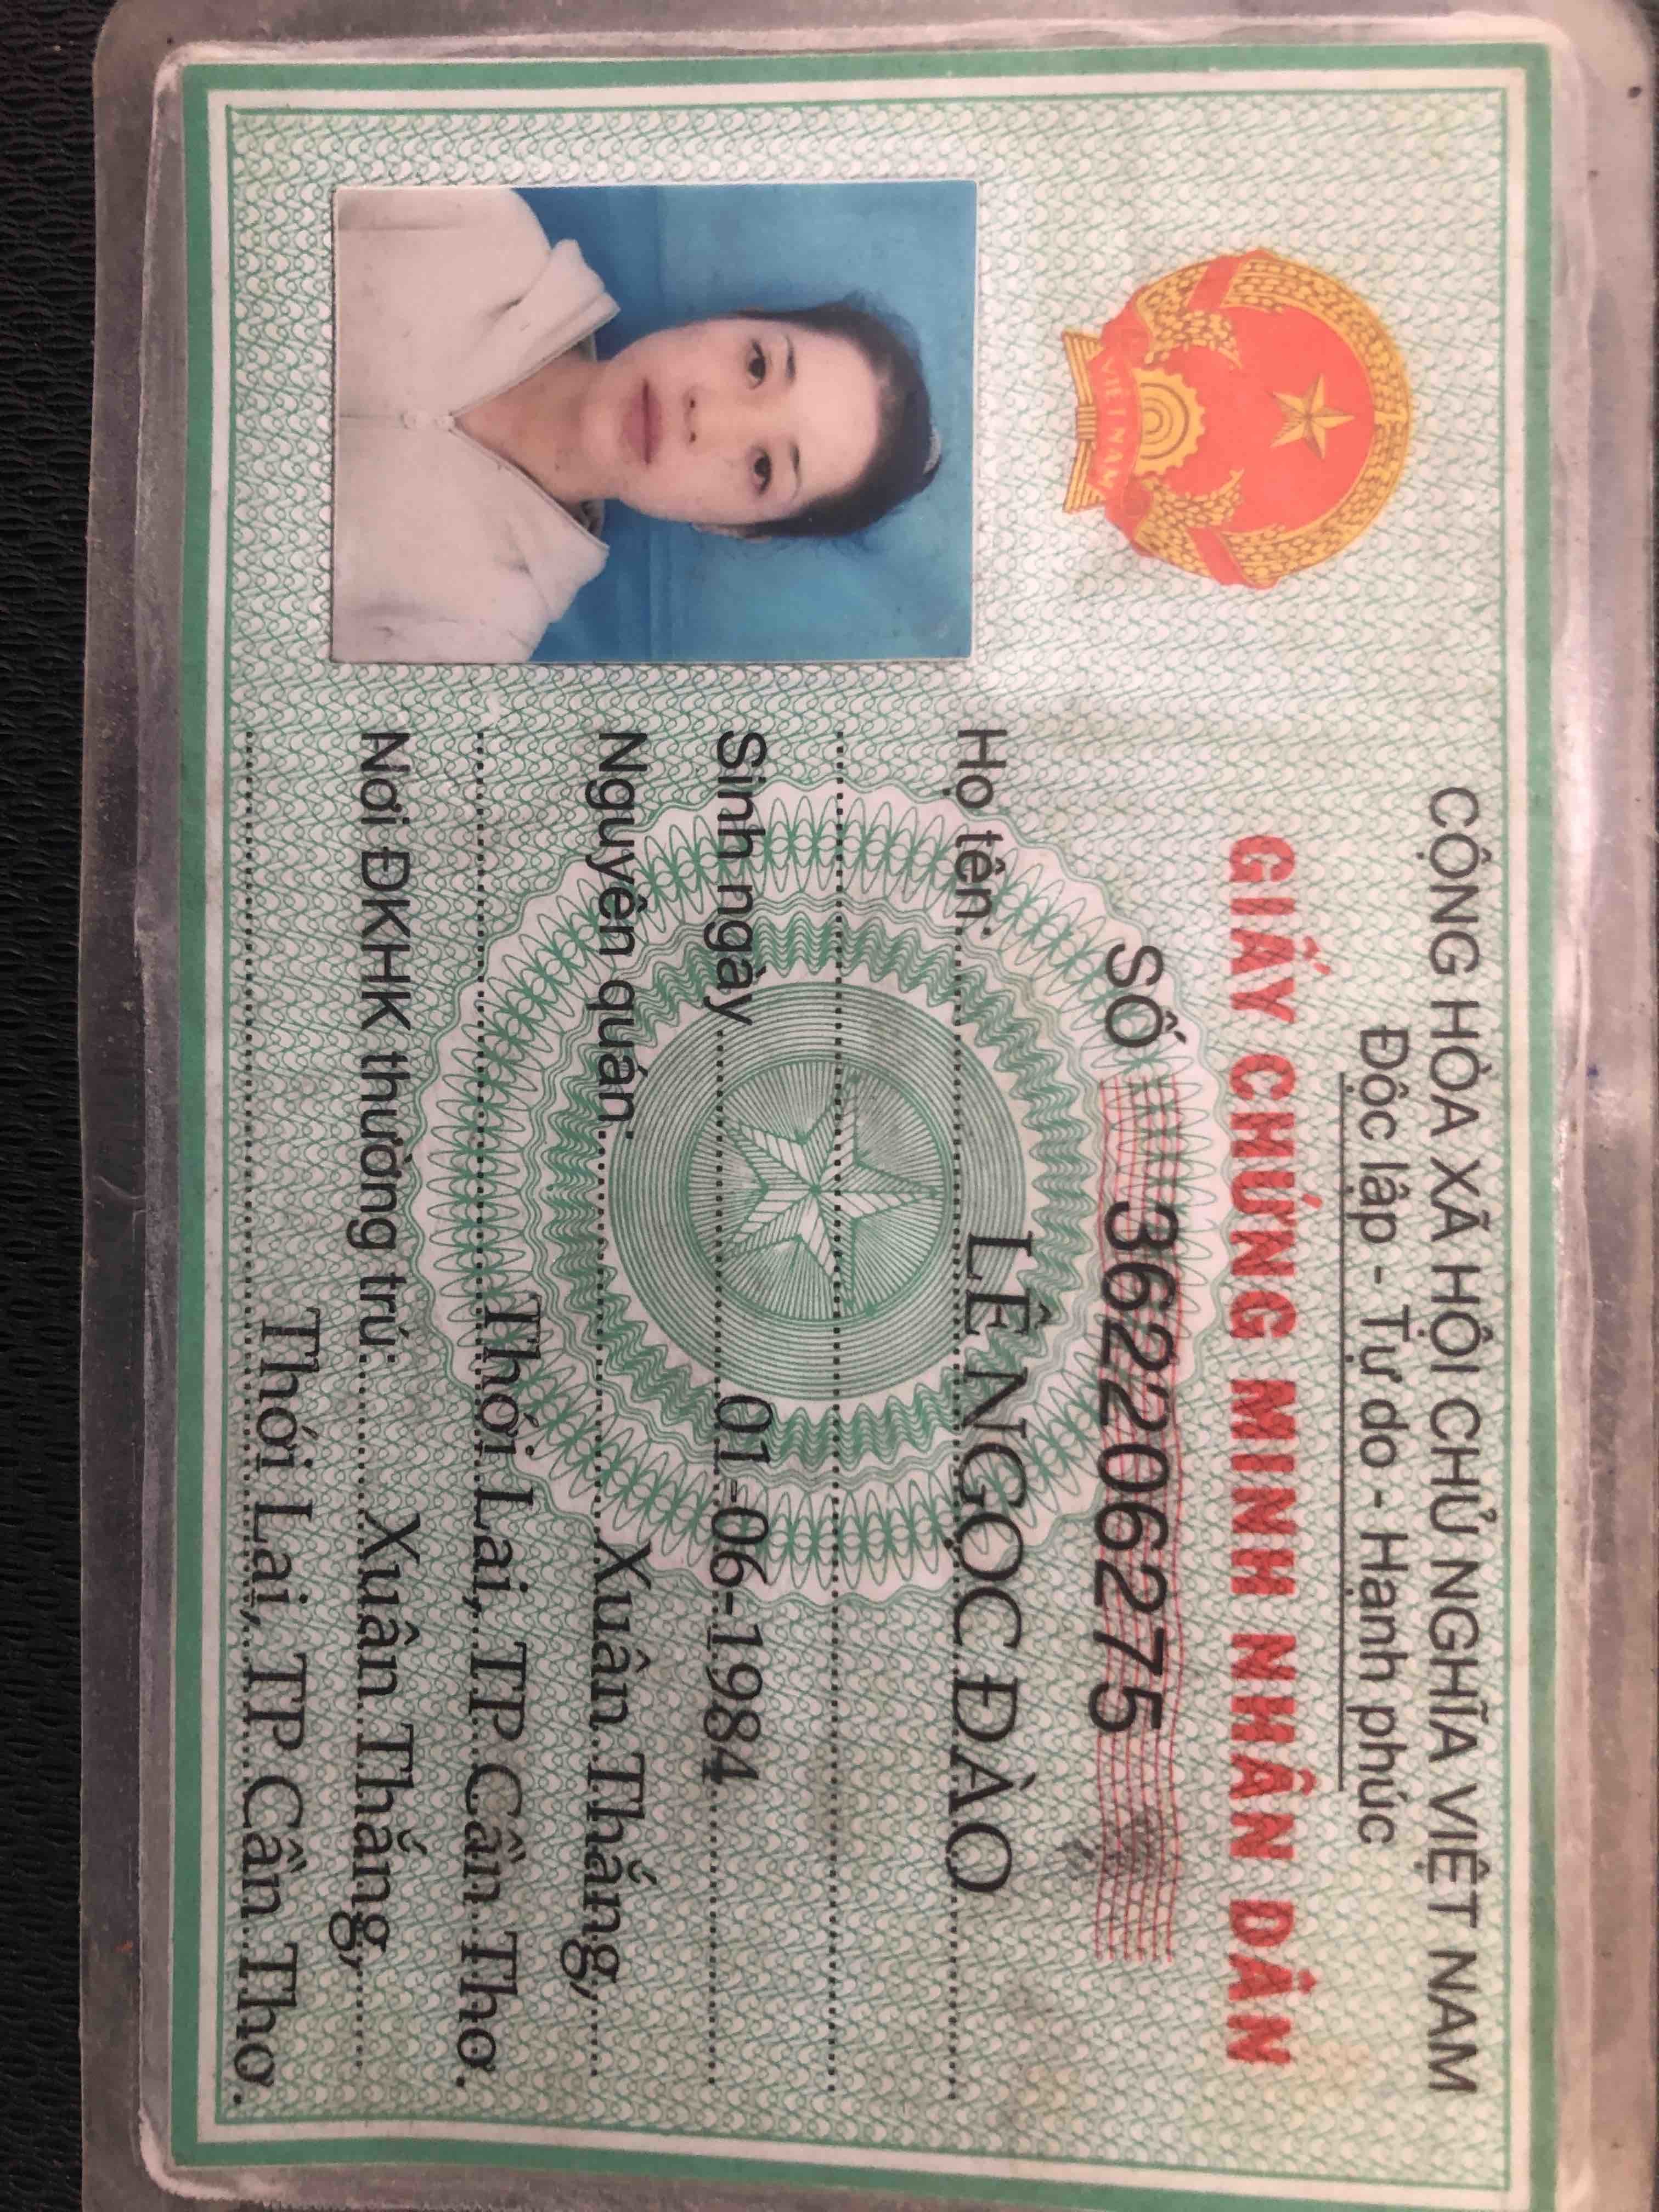 CỘNG HÒA XÃ HỘI CHỦ NGHĨA VIỆT NAM
Độc lập - Tự do - Hạnh phúc
GIẤY CHỨNG MINH NHÂN DÂN
SỐ 362206275
Họ tên: LÊ NGỌC ĐÀO
Sinh ngày 01-06-1984
Nguyên quán: Xuân Thắng,
Thới Lai, TP Cần Thơ.
Nơi ĐKHK thường trú: Xuân Thắng,
Thới Lai, TP Cần Thơ.
VIỆT NAM